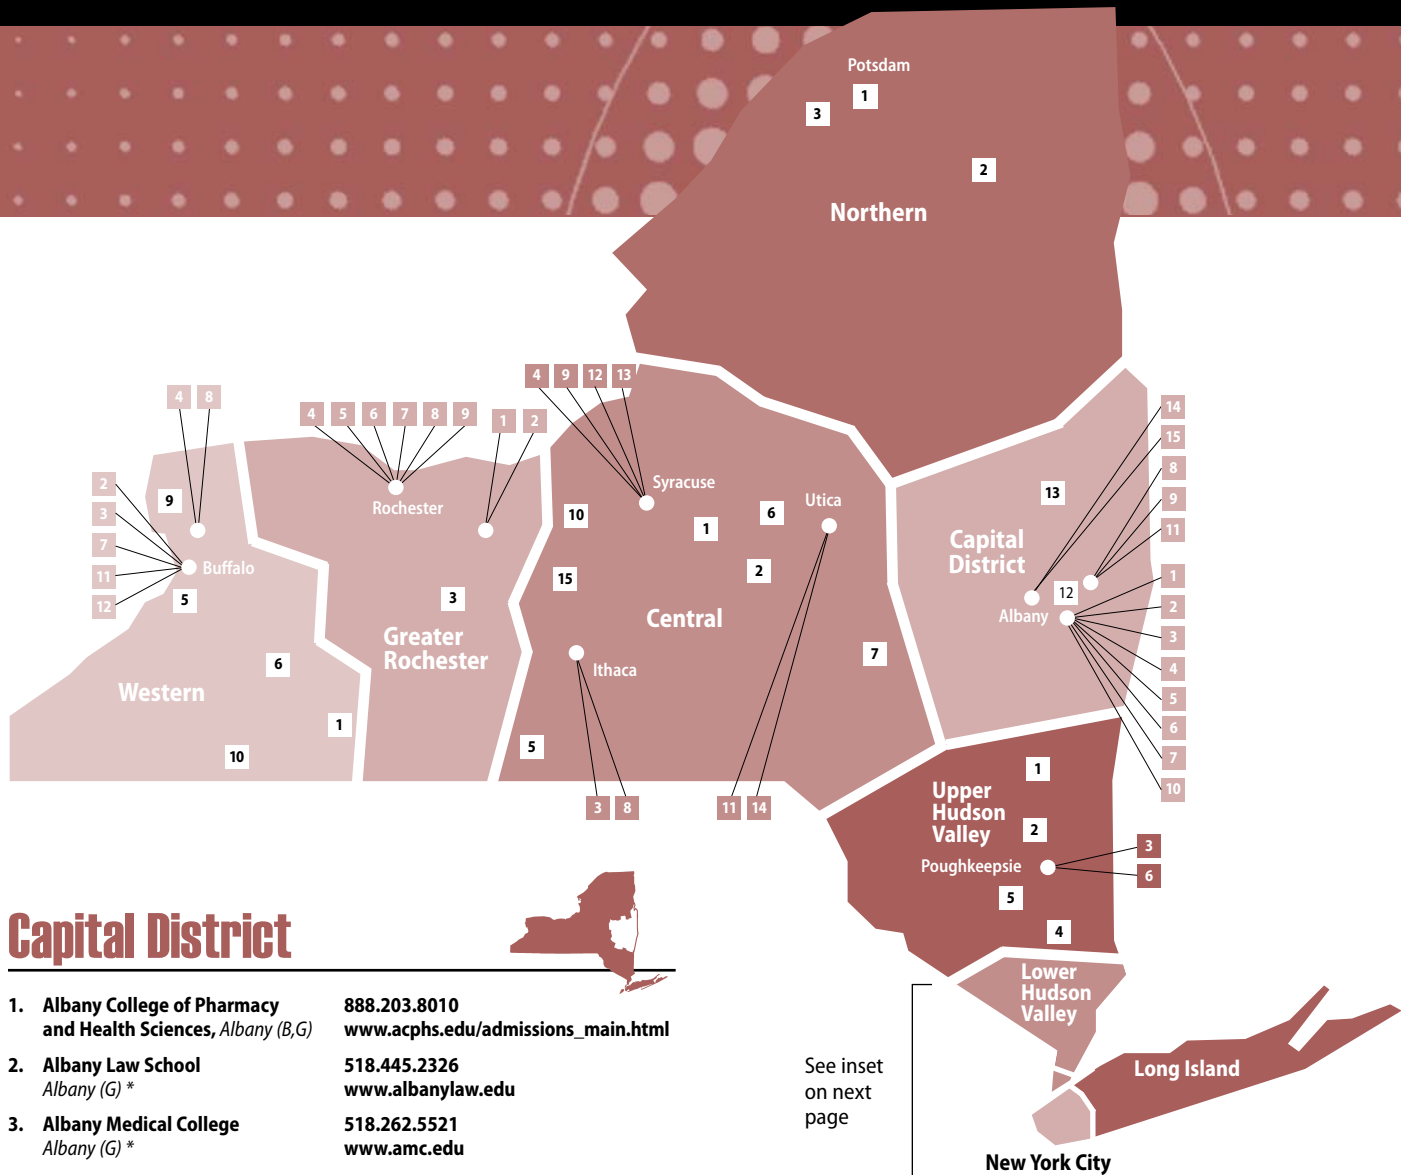 Potsdam
1
3
2
Northern
4 8
4 5 6 7 8 9
1 2
4 9 12 13
14
15
8
9
11
1
2
3
4
5
6
7
10
2
3
7
11
12
9
Buffalo
5
6
Western
1
10
Rochester
3
Greater
Rochester
Syracuse
10
1
6
Utica
2
15
Central
Ithaca
7
5
3 8
11 14
13
Capital
District
12
Albany
1
Upper
Hudson
Valley
2
Poughkeepsie
3
6
5
4
Lower
Hudson
Valley
Long Island
See inset
on next
page
New York City
Capital District
1. Albany College of Pharmacy 888.203.8010
and Health Sciences, Albany (B,G) www.acphs.edu/admissions_main.html
2. Albany Law School 518.445.2326
Albany (G) * www.albanylaw.edu
3. Albany Medical College 518.262.5521
Albany (G) * www.amc.edu